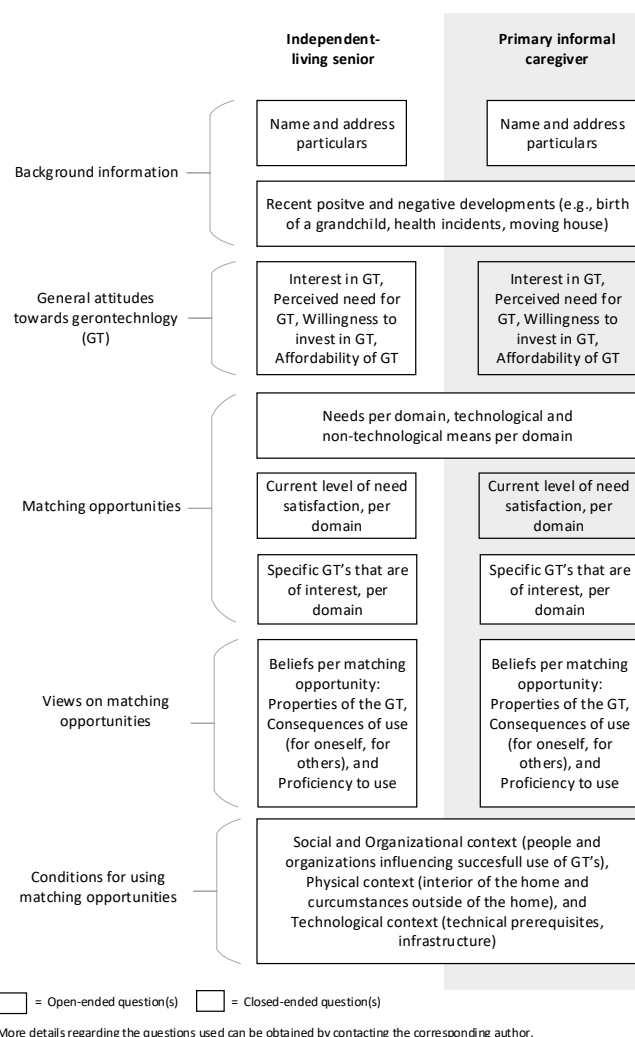 Independent-
living senior
Primary informal
caregiver
Background information
Name and address
particulars
Name and address
particulars
Recent positve and negative developments (e.g., birth
of a grandchild, health incidents, moving house)
General attitudes
towards gerontechnlogy
(GT)
Interest in GT,
Perceived need for
GT, Willingness to
invest in GT,
Affordability of GT
Interest in GT,
Perceived need for
GT, Willingness to
invest in GT,
Affordability of GT
Matching opportunities
Needs per domain, technological and
non-technological means per domain
Current level of need
satisfaction, per
domain
Current level of need
satisfaction, per
domain
Specific GT's that are
of interest, per
domain
Specific GT's that are
of interest, per
domain
Views on matching
opportunities
Beliefs per matching
opportunity:
Properties of the GT,
Consequences of use
(for oneself, for
others), and
Proficiency to use
Beliefs per matching
opportunity:
Properties of the GT,
Consequences of use
(for oneself, for
others), and
Proficiency to use
Conditions for using
matching opportunities
Social and Organizational context (people and
organizations influencing succesfull use of GT's),
Physical context (interior of the home and
curcumstances outside of the home), and
Technological context (technical prerequisites,
infrastructure)
= Open-ended question(s)
= Closed-ended question(s)
More details regarding the questions used can be obtained by contacting the corresponding author.